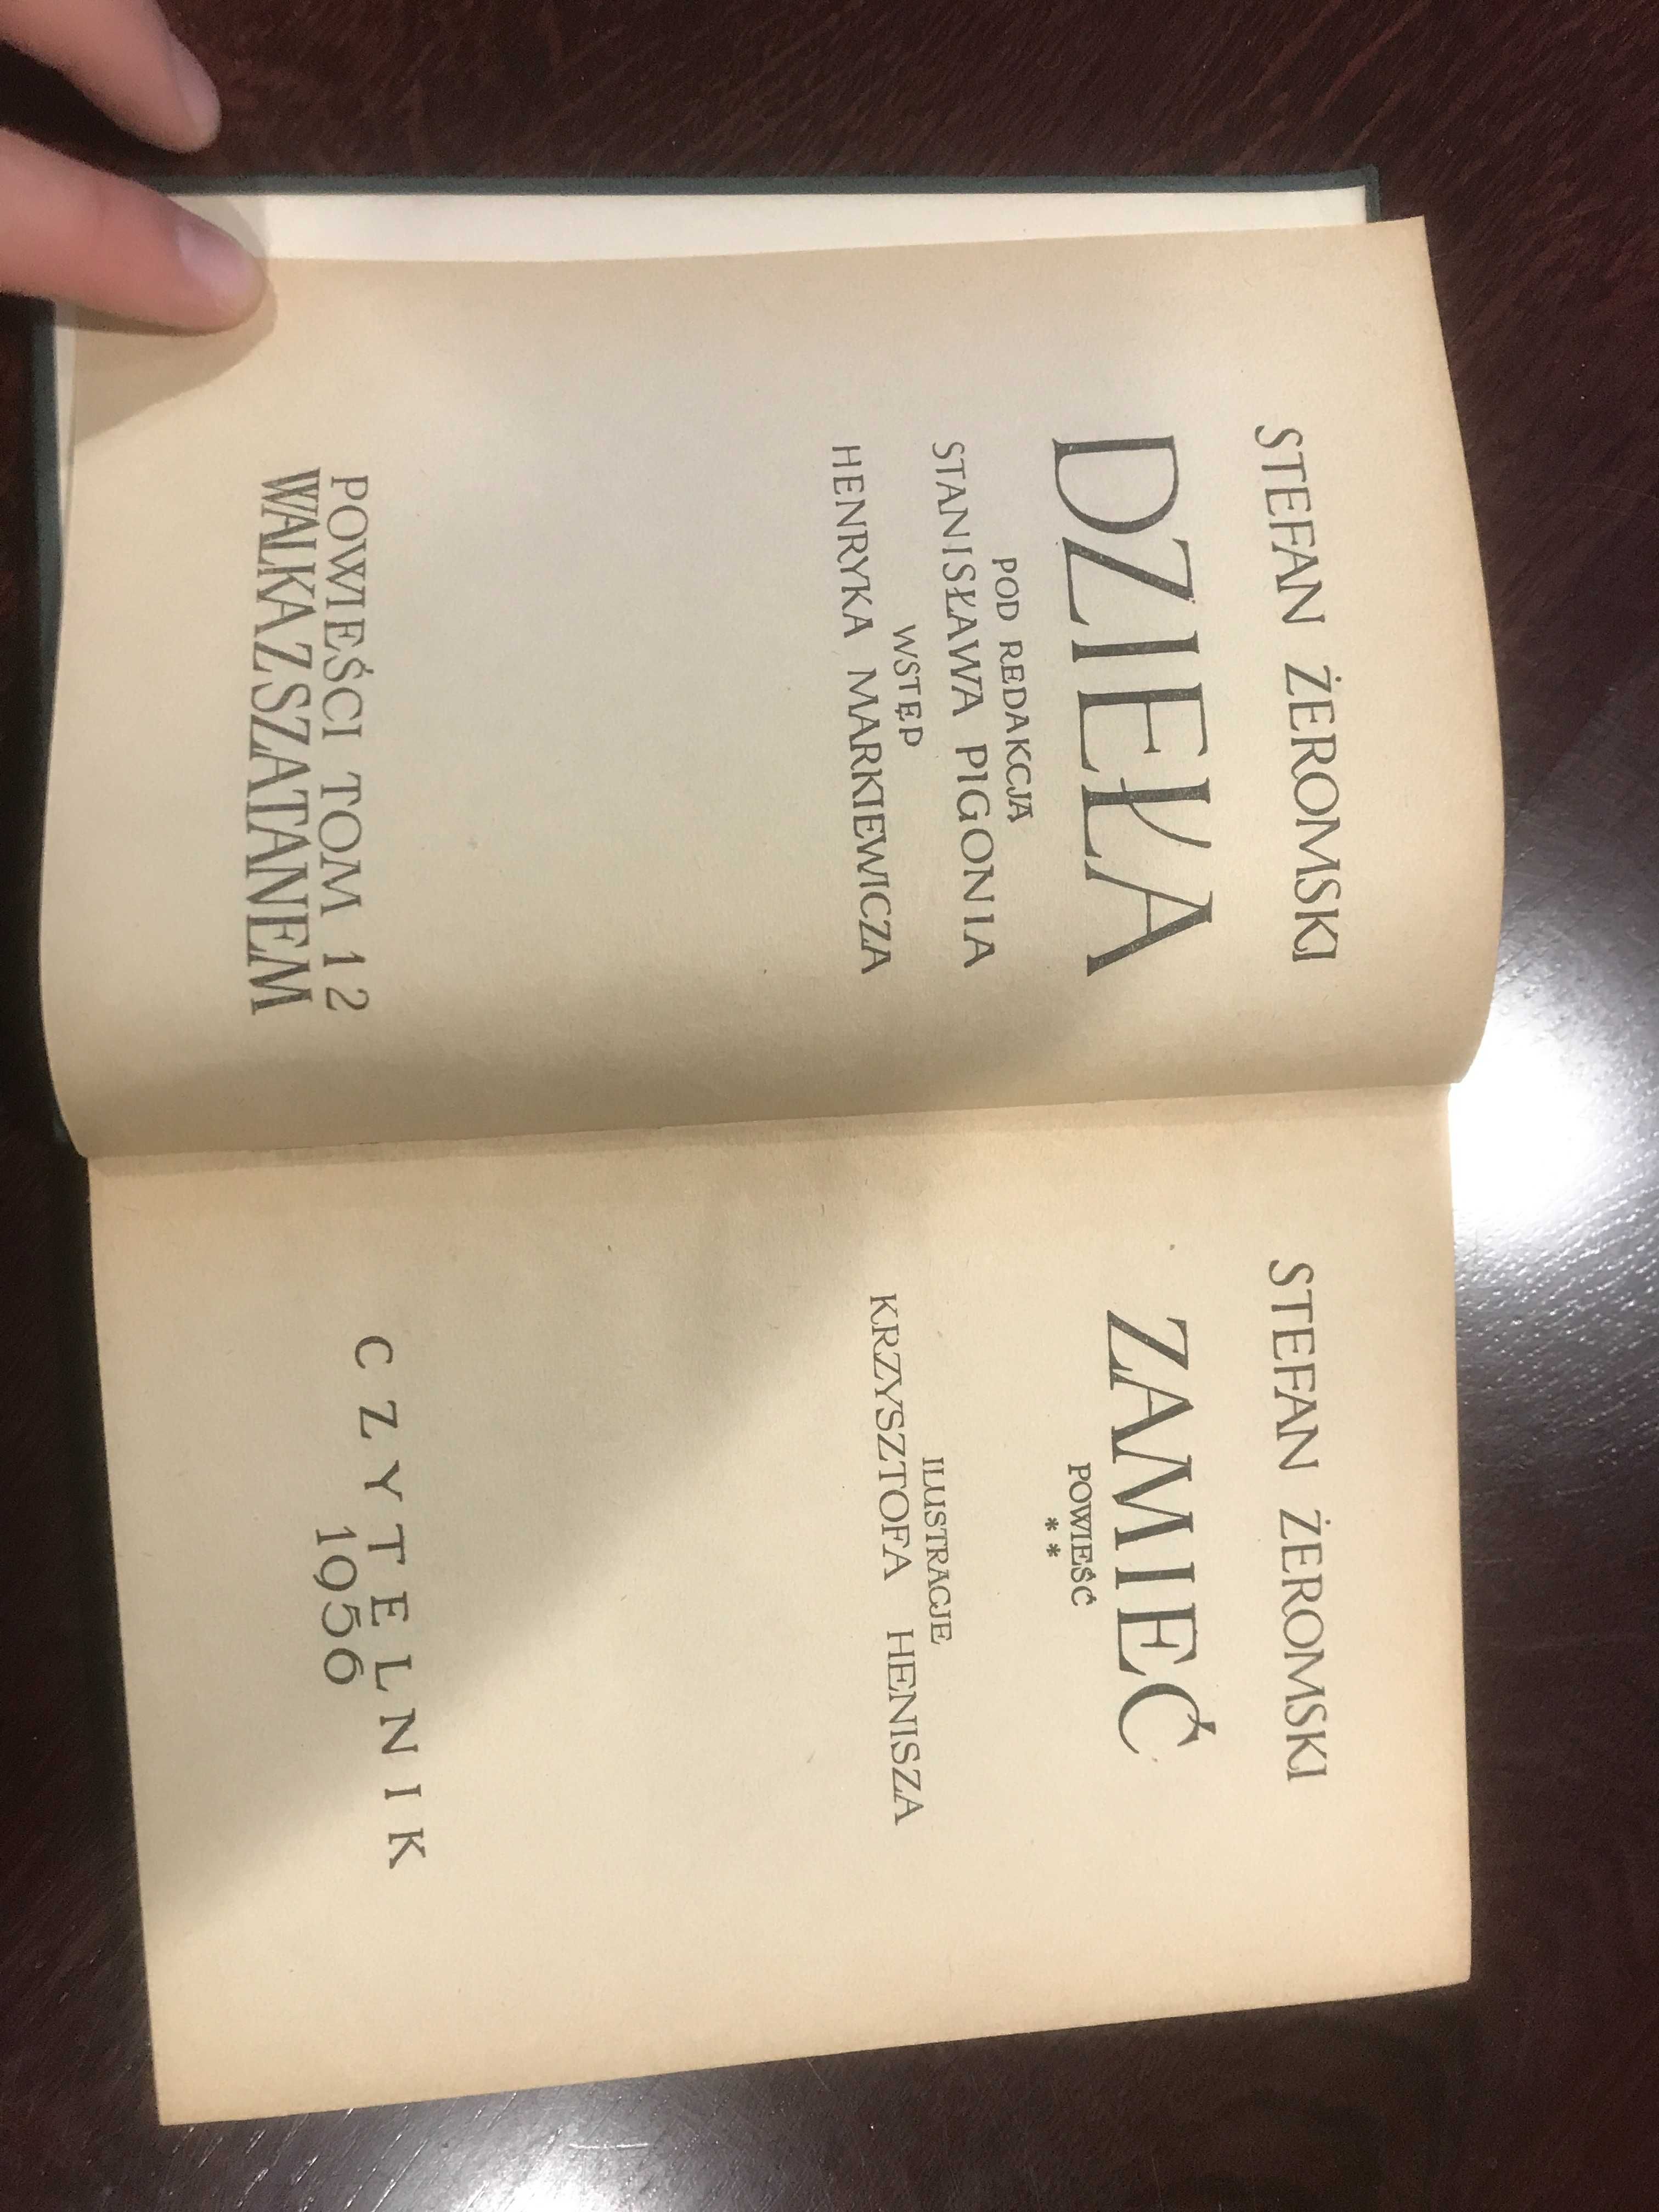 STEFAN ŻEROMSKI
DZIEŁA
POD REDAKCJĄ
STANISŁAWA PIGONIA
WSTĘP
HENRYKA MARKIEWICZA
POWIEŚCI TOM 12
WALKA Z SZATANEM
STEFAN ŻEROMSKI
ZAMIEĆ
POWIEŚĆ
**
ILUSTRACJE
KRZYSZTOFA HENISZA
CZYTELNIK
1956